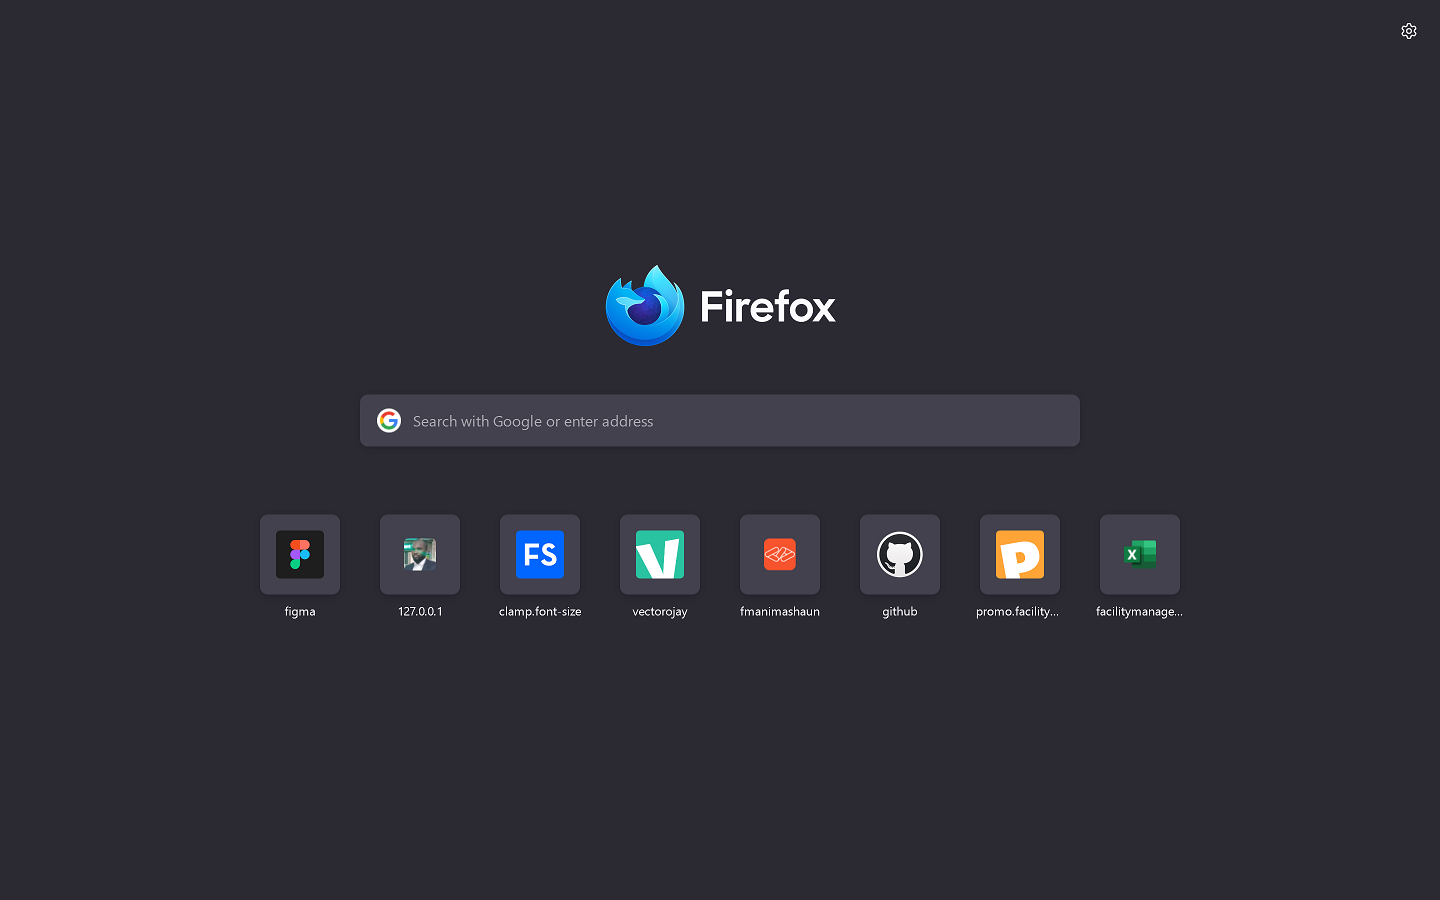 Firefox
Search with Google or enter address
FS
figma
127.0.0.1
clamp.font-size
vectorojay
fmanimashaun
github
promo.facility...
facilitymanage...